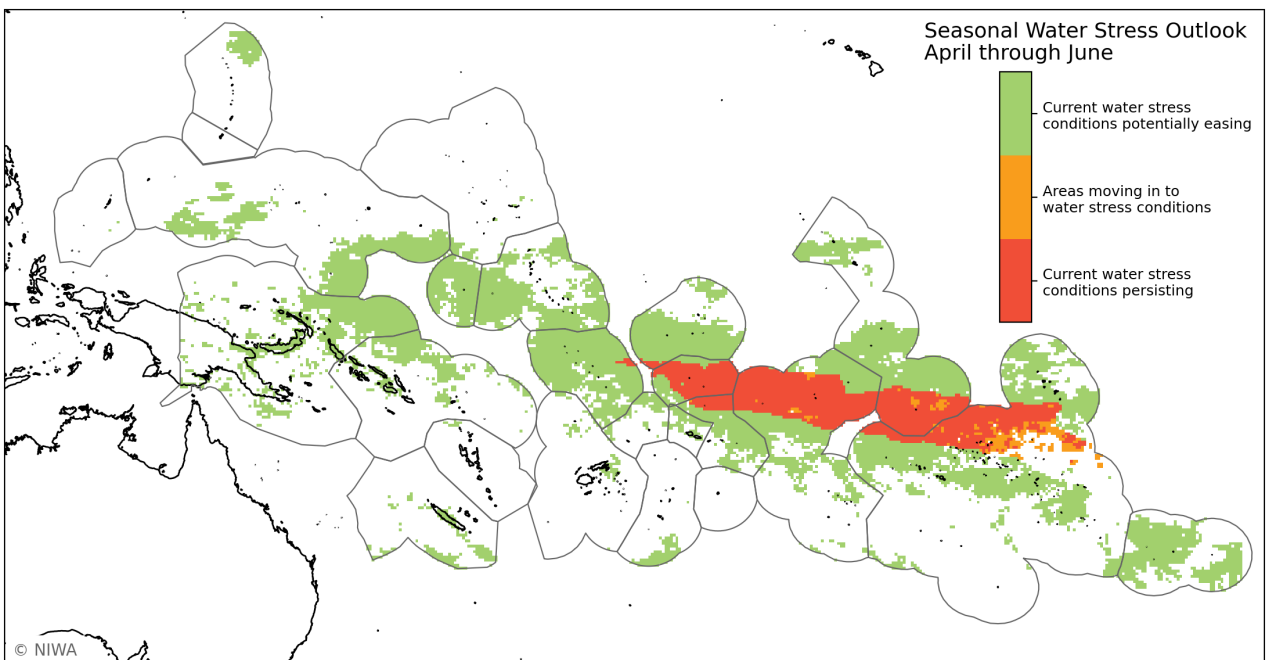 Seasonal Water Stress Outlook
April through June
Current water stress
conditions potentially easing
Areas moving in to
water stress conditions
Current water stress
conditions persisting
© NIWA